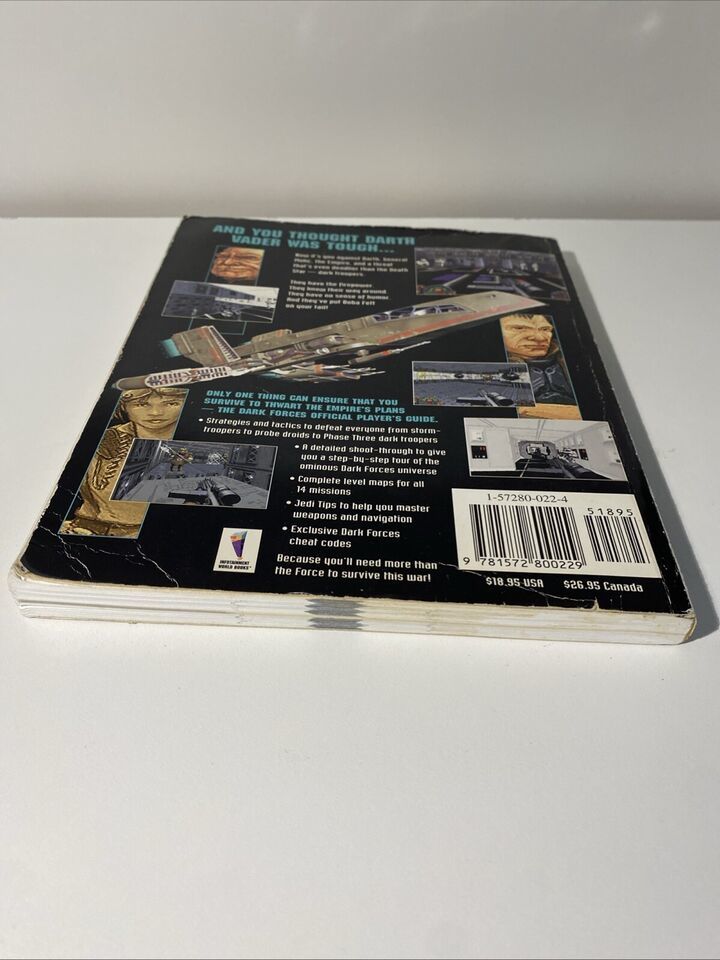 AND YOU THOUGHT DARTH
VADER WAS TOUGH...
Now it's you against Darth, General
Mohc, the Empire, and a threat
that's even deadlier than the Death
Star — dark troopers.
They have the firepower.
They know their way around.
They have no sense of humor.
And they've put Boba Fett
on your tail!
ONLY ONE THING CAN ENSURE THAT YOU
SURVIVE TO THWART THE EMPIRE'S PLANS
— THE DARK FORCES OFFICIAL PLAYER'S GUIDE.
• Strategies and tactics to defeat everyone from storm-
troopers to probe droids to Phase Three dark troopers
• A detailed shoot-through to give
you a step-by-step tour of the
ominous Dark Forces universe
• Complete level maps for all
14 missions
• Jedi Tips to help you master
weapons and navigation
• Exclusive Dark Forces
cheat codes
Because you'll need more than
the Force to survive this war!
INFOTAINMENT
WORLD BOOKS™
1-57280-022-4
51895
9 781572 800229
$18.95 USA $26.95 Canada